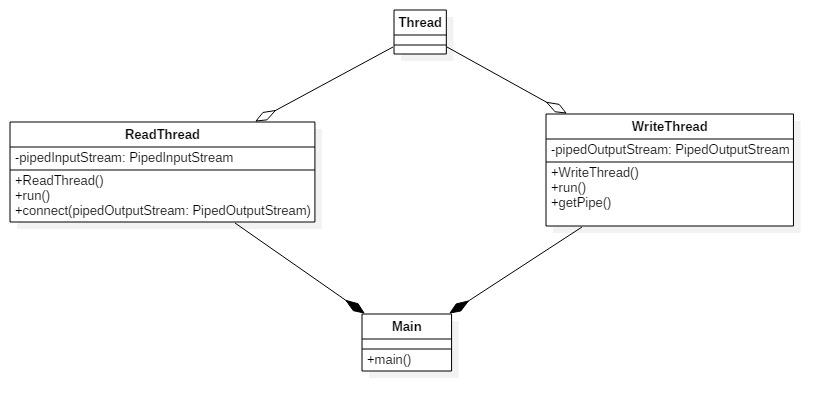 Thread
ReadThread
-pipedInputStream: PipedInputStream
+ReadThread()
+run()
+connect(pipedOutputStream: PipedOutputStream)
WriteThread
-pipedOutputStream: PipedOutputStream
+WriteThread()
+run()
+getPipe()
Main
+main()